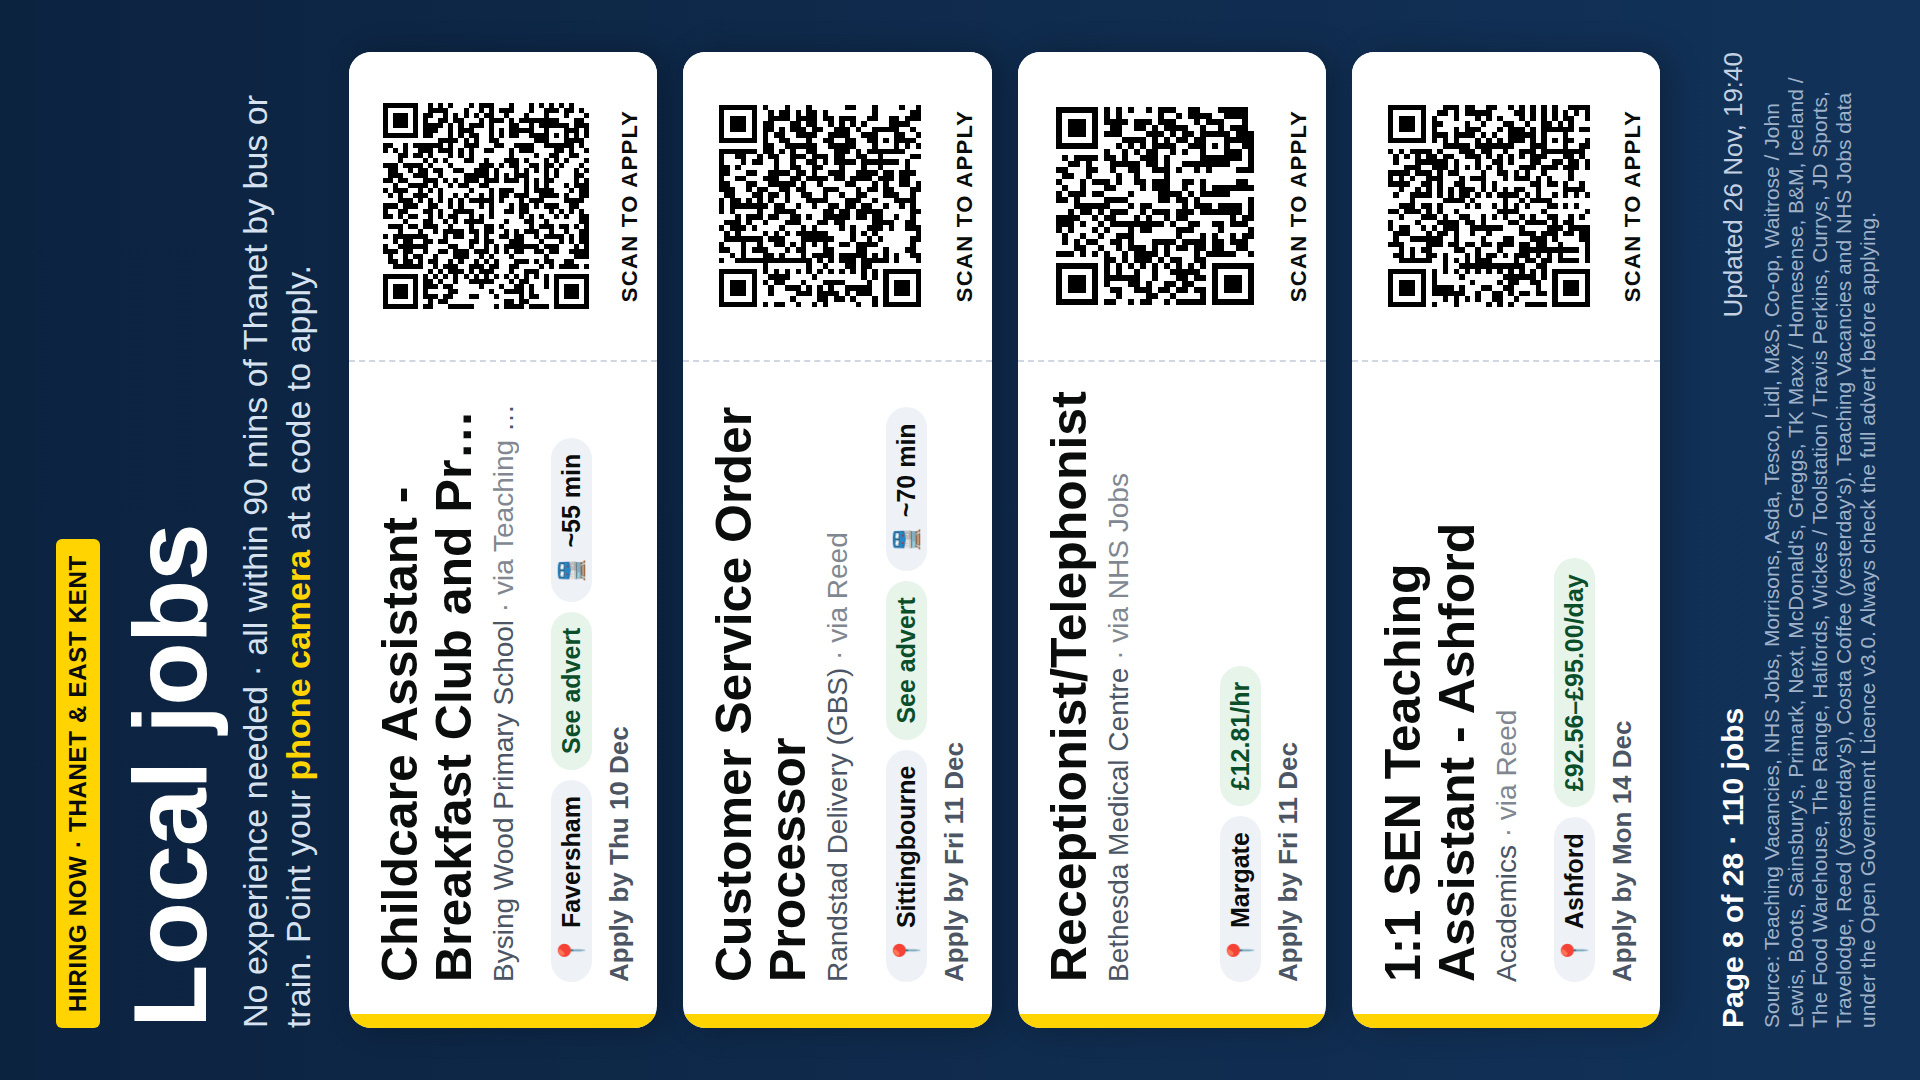 HIRING NOW · THANET & EAST KENT
Local jobs
No experience needed · all within 90 mins of Thanet by bus or
train. Point your phone camera at a code to apply.
Childcare Assistant -
Breakfast Club and Pr…
Bysing Wood Primary School · via Teaching …
📍 Faversham
See advert
🚆 ~55 min
Apply by Thu 10 Dec
SCAN TO APPLY
Customer Service Order
Processor
Randstad Delivery (GBS) · via Reed
📍 Sittingbourne
See advert
🚆 ~70 min
Apply by Fri 11 Dec
SCAN TO APPLY
Receptionist/Telephonist
Bethesda Medical Centre · via NHS Jobs
📍 Margate
£12.81/hr
Apply by Fri 11 Dec
SCAN TO APPLY
1:1 SEN Teaching
Assistant - Ashford
Academics · via Reed
📍 Ashford
£92.56–£95.00/day
Apply by Mon 14 Dec
SCAN TO APPLY
Page 8 of 28 · 110 jobs
Updated 26 Nov, 19:40
Source: Teaching Vacancies, NHS Jobs, Morrisons, Asda, Tesco, Lidl, M&S, Co-op, Waitrose / John
Lewis, Boots, Sainsbury's, Primark, Next, McDonald's, Greggs, TK Maxx / Homesense, B&M, Iceland /
The Food Warehouse, The Range, Halfords, Wickes / Toolstation / Travis Perkins, Currys, JD Sports,
Travelodge, Reed (yesterday's), Costa Coffee (yesterday's). Teaching Vacancies and NHS Jobs data
under the Open Government Licence v3.0. Always check the full advert before applying.